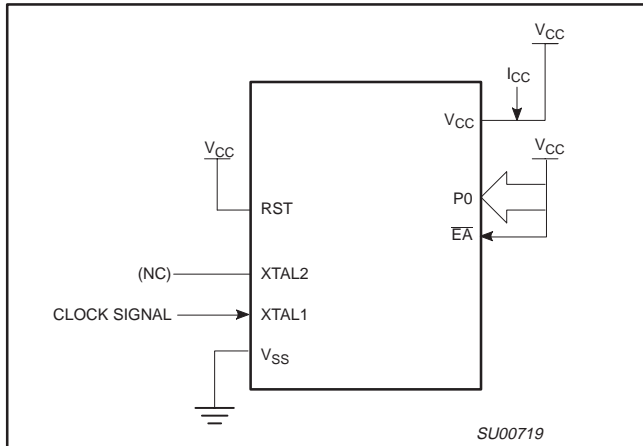 VCC
ICC
VCC
VCC
VCC
RST
P0
EA
(NC)
XTAL2
CLOCK SIGNAL
XTAL1
VSS
SU00719